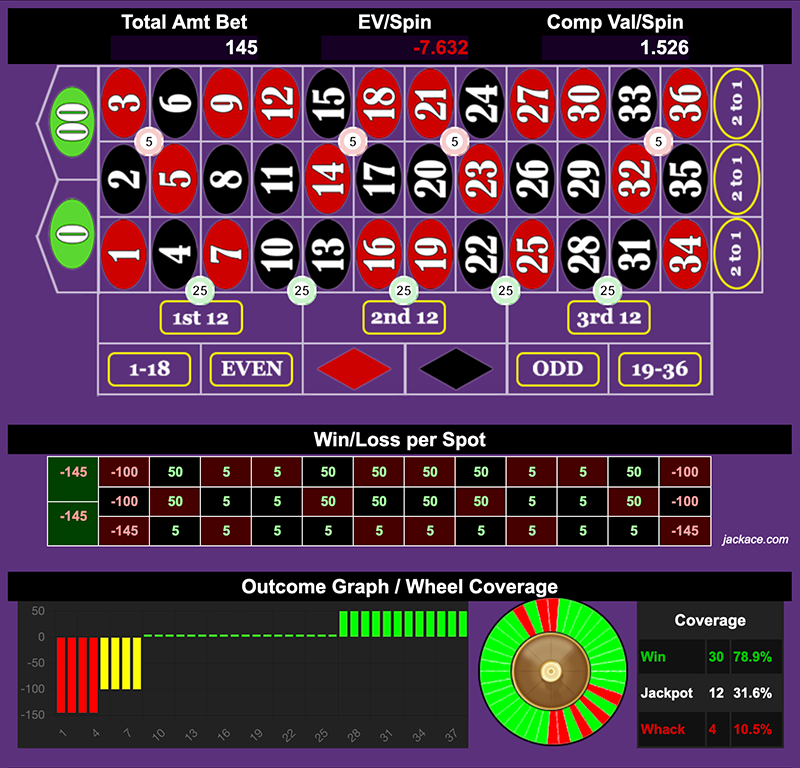 Total Amt Bet EV/Spin Comp Val/Spin
145 -7.632 1.526
00 3 6 9 12 15 18 21 24 27 30 33 36 2 to 1
5 5 5 5
2 5 8 11 14 17 20 23 26 29 32 35 2 to 1
0 1 4 7 10 13 16 19 22 25 28 31 34 2 to 1
25 25 25 25 25
1st 12 2nd 12 3rd 12
1-18 EVEN ODD 19-36
Win/Loss per Spot
-145 -100 50 5 5 50 50 50 50 5 5 50 -100
-100 50 5 5 50 50 50 50 5 5 50 -100
-145 -145 5 5 5 5 5 5 5 5 5 5 -145
jackace.com
Outcome Graph / Wheel Coverage
50
0
-50
-100
-150
1 4 7 10 13 16 19 22 25 28 31 34 37
Coverage
Win 30 78.9%
Jackpot 12 31.6%
Whack 4 10.5%